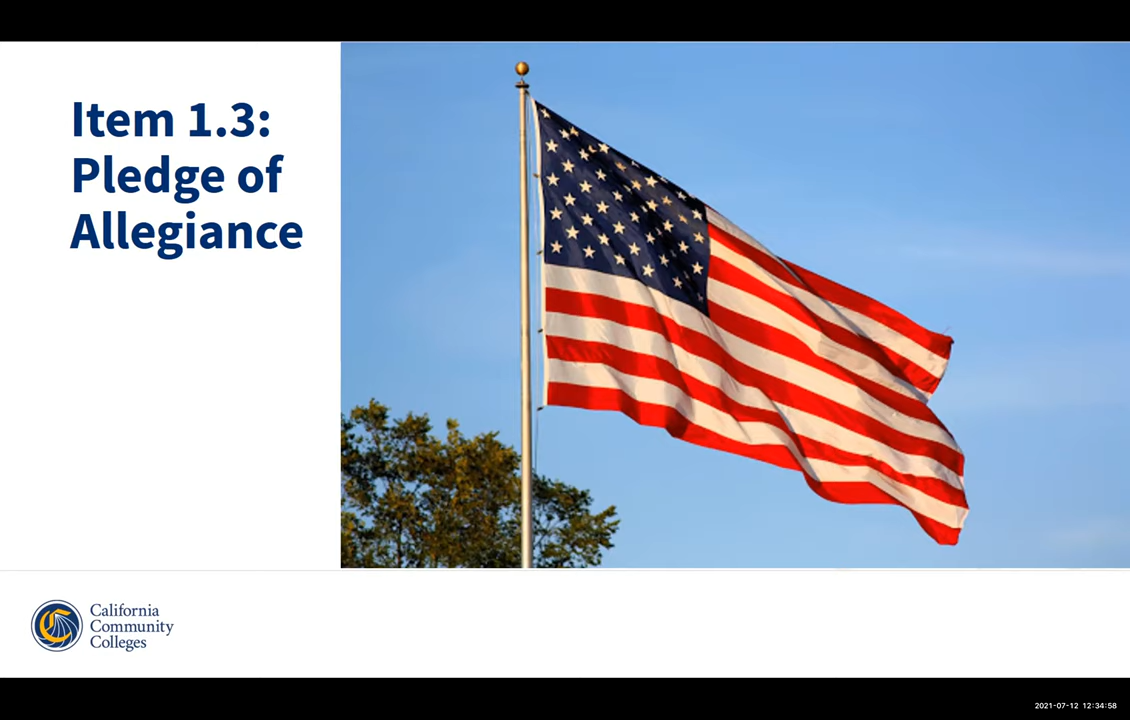 Item 1.3:
Pledge of
Allegiance
California
Community
Colleges
2021-07-12 12:34:58